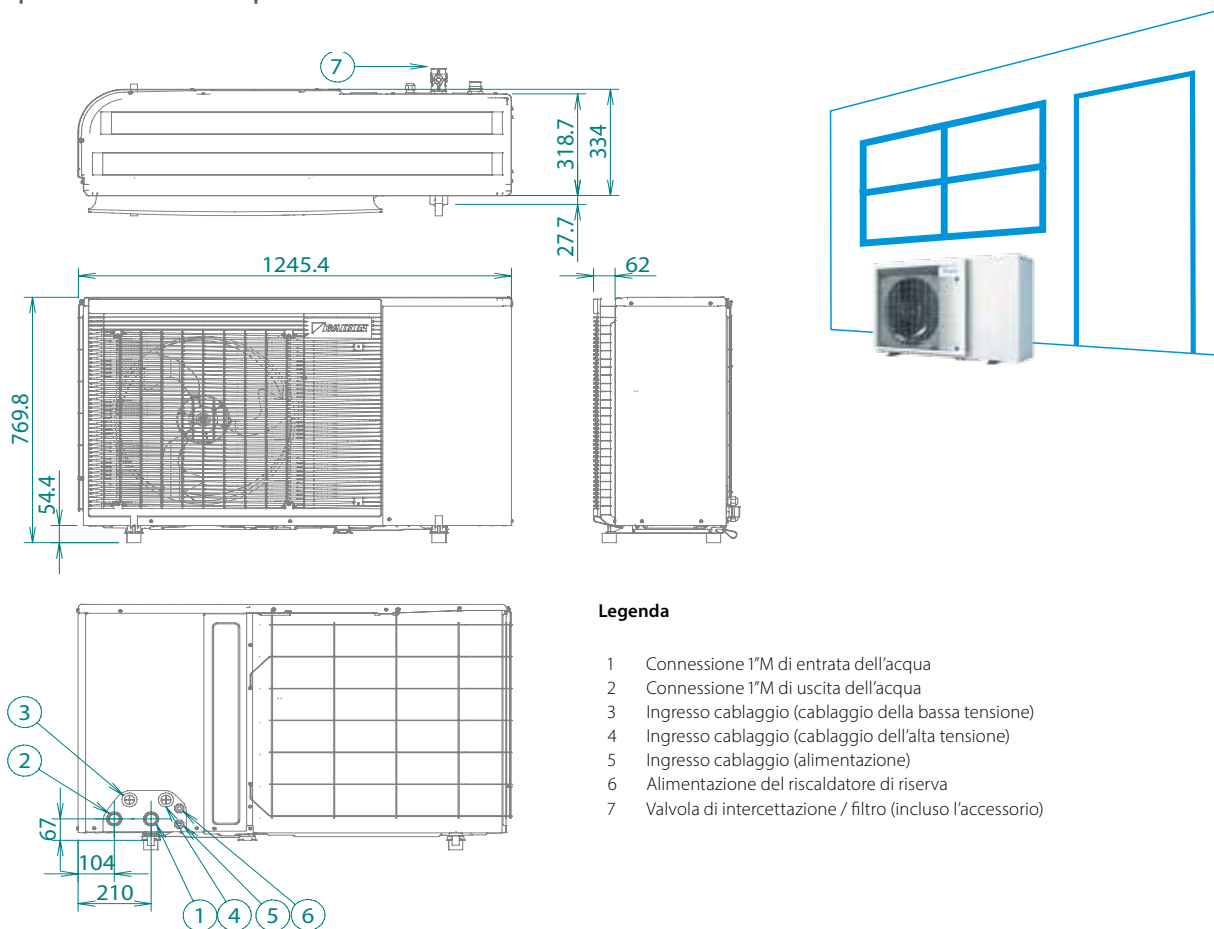 7
318.7
334
27.7
1245.4
62
DAIKIN
769.8
54.4
Legenda
1 Connessione 1”M di entrata dell’acqua
2 Connessione 1”M di uscita dell’acqua
3 Ingresso cablaggio (cablaggio della bassa tensione)
4 Ingresso cablaggio (cablaggio dell’alta tensione)
5 Ingresso cablaggio (alimentazione)
6 Alimentazione del riscaldatore di riserva
7 Valvola di intercettazione / filtro (incluso l’accessorio)
3
2
67
104
210
1 4 5 6